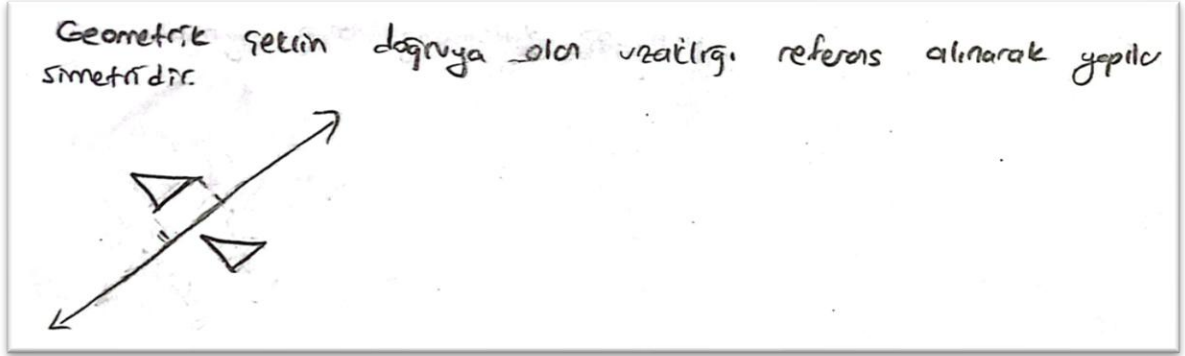 Geometrik şeklin doğruya olan uzaklığı referans alınarak yapılır
simetridir.